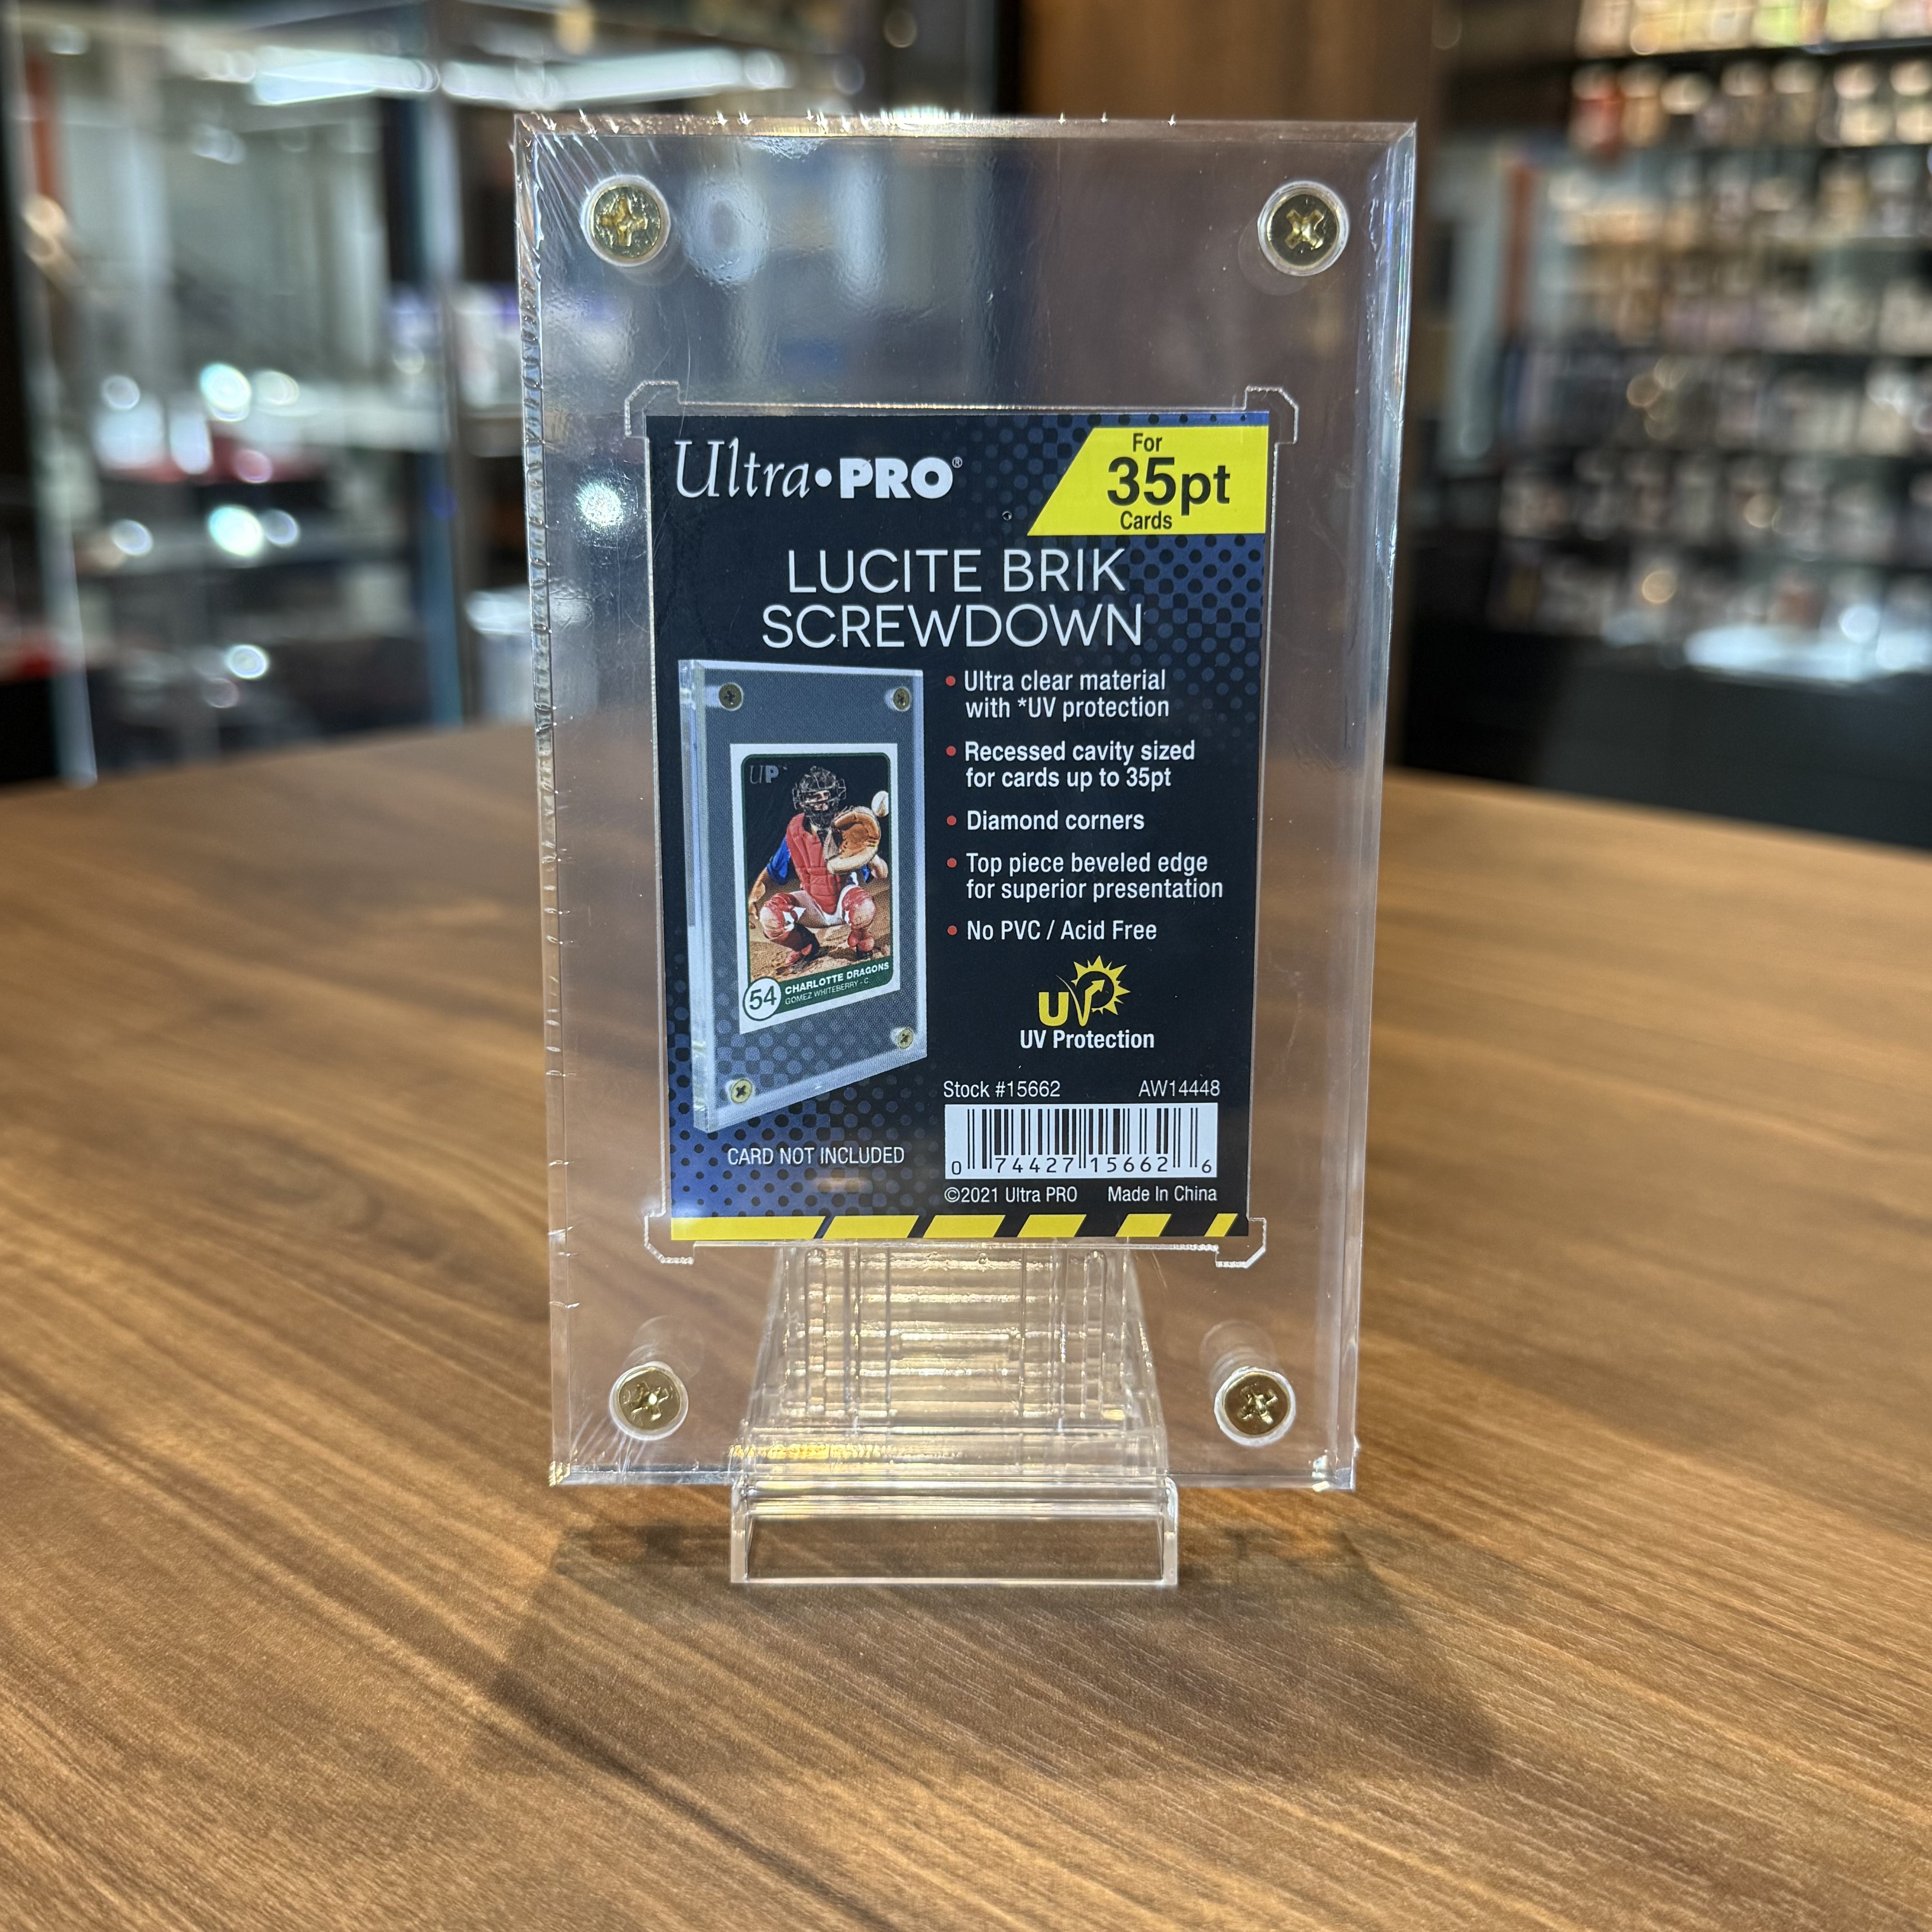 Ultra•PRO®
For
35pt
Cards
LUCITE BRIK
SCREWDOWN
• Ultra clear material
with *UV protection
• Recessed cavity sized
for cards up to 35pt
• Diamond corners
• Top piece beveled edge
for superior presentation
• No PVC / Acid Free
UP
54
CHARLOTTE DRAGONS
GOMEZ WHITEBERRY - C
UV
UV Protection
Stock #15662 AW14448
0 74427 15662 6
CARD NOT INCLUDED
©2021 Ultra PRO Made In China